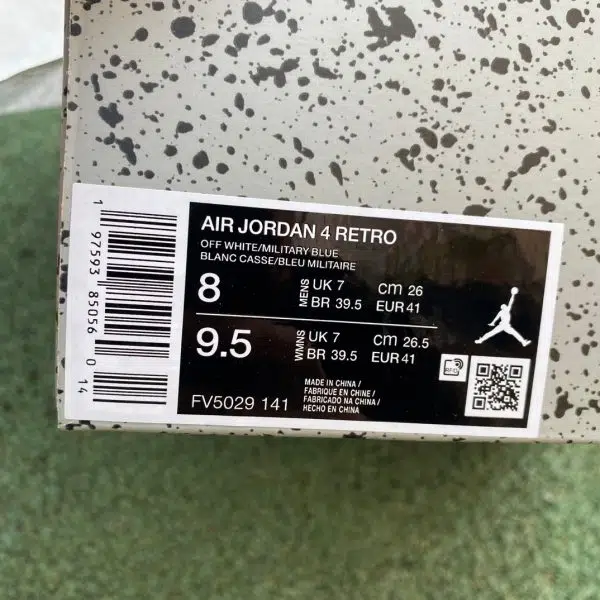 AIR JORDAN 4 RETRO
OFF WHITE/MILITARY BLUE
BLANC CASSE/BLEU MILITAIRE
8 MENS UK 7 cm 26
BR 39.5 EUR 41
9.5 WMNS UK 7 cm 26.5
BR 39.5 EUR 41
FV5029 141
MADE IN CHINA /
FABRIQUE EN CHINE /
FABRICADO NA CHINA /
HECHO EN CHINA
RFID
1 97593 85056 0 14